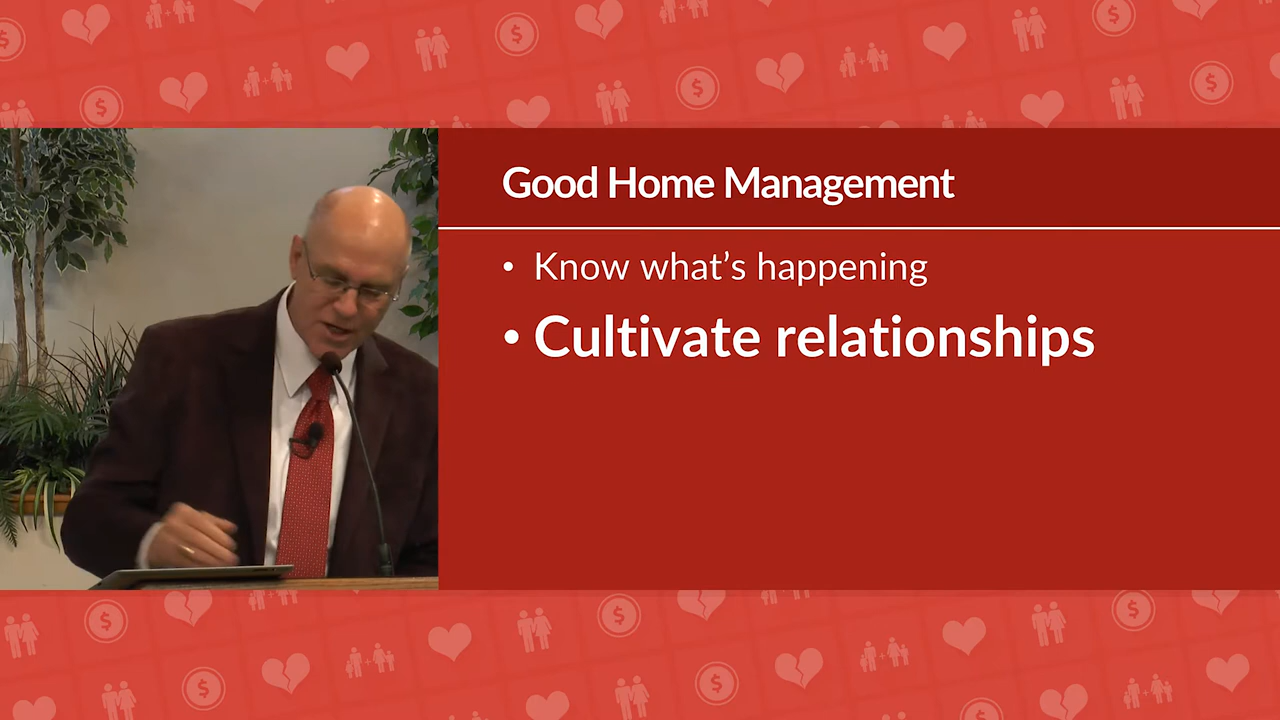 Good Home Management
• Know what’s happening
• Cultivate relationships